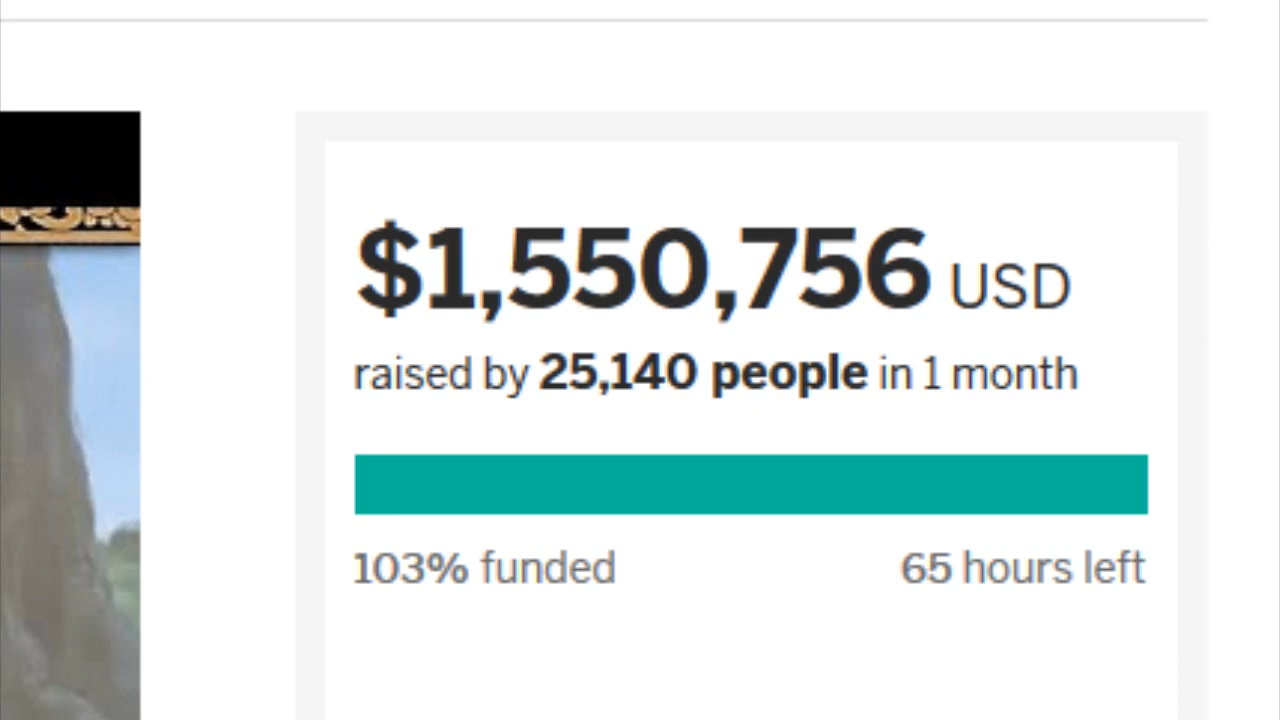 $1,550,756 USD
raised by 25,140 people in 1 month
103% funded
65 hours left